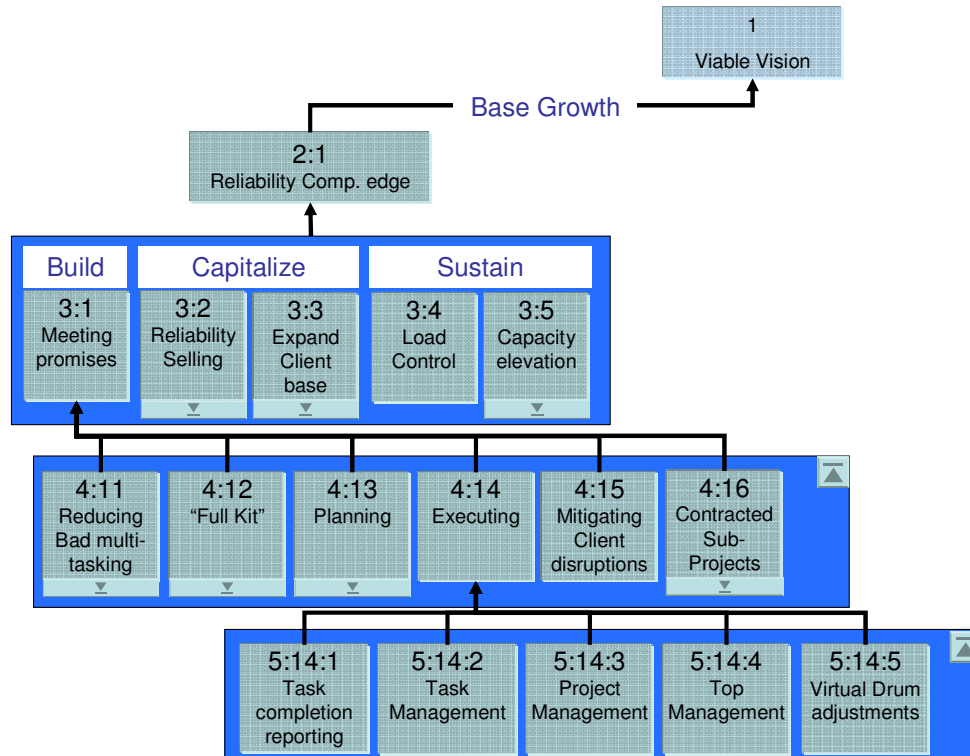 1
Viable Vision
Base Growth
2:1
Reliability Comp. edge
Build
Capitalize
Sustain
3:1
Meeting
promises
3:2
Reliability
Selling
3:3
Expand
Client
base
3:4
Load
Control
3:5
Capacity
elevation
4:11
Reducing
Bad multi-
tasking
4:12
“Full Kit”
4:13
Planning
4:14
Executing
4:15
Mitigating
Client
disruptions
4:16
Contracted
Sub-
Projects
5:14:1
Task
completion
reporting
5:14:2
Task
Management
5:14:3
Project
Management
5:14:4
Top
Management
5:14:5
Virtual Drum
adjustments